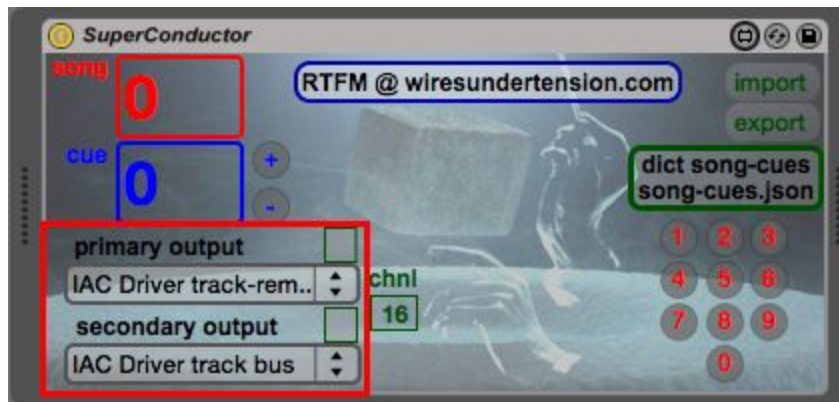 SuperConductor
song
0
RTFM @ wiresundertension.com
import
export
cue
0
+
-
dict song-cues
song-cues.json
primary output
IAC Driver track-rem..
chnl
16
secondary output
IAC Driver track bus
1 2 3
4 5 6
7 8 9
0